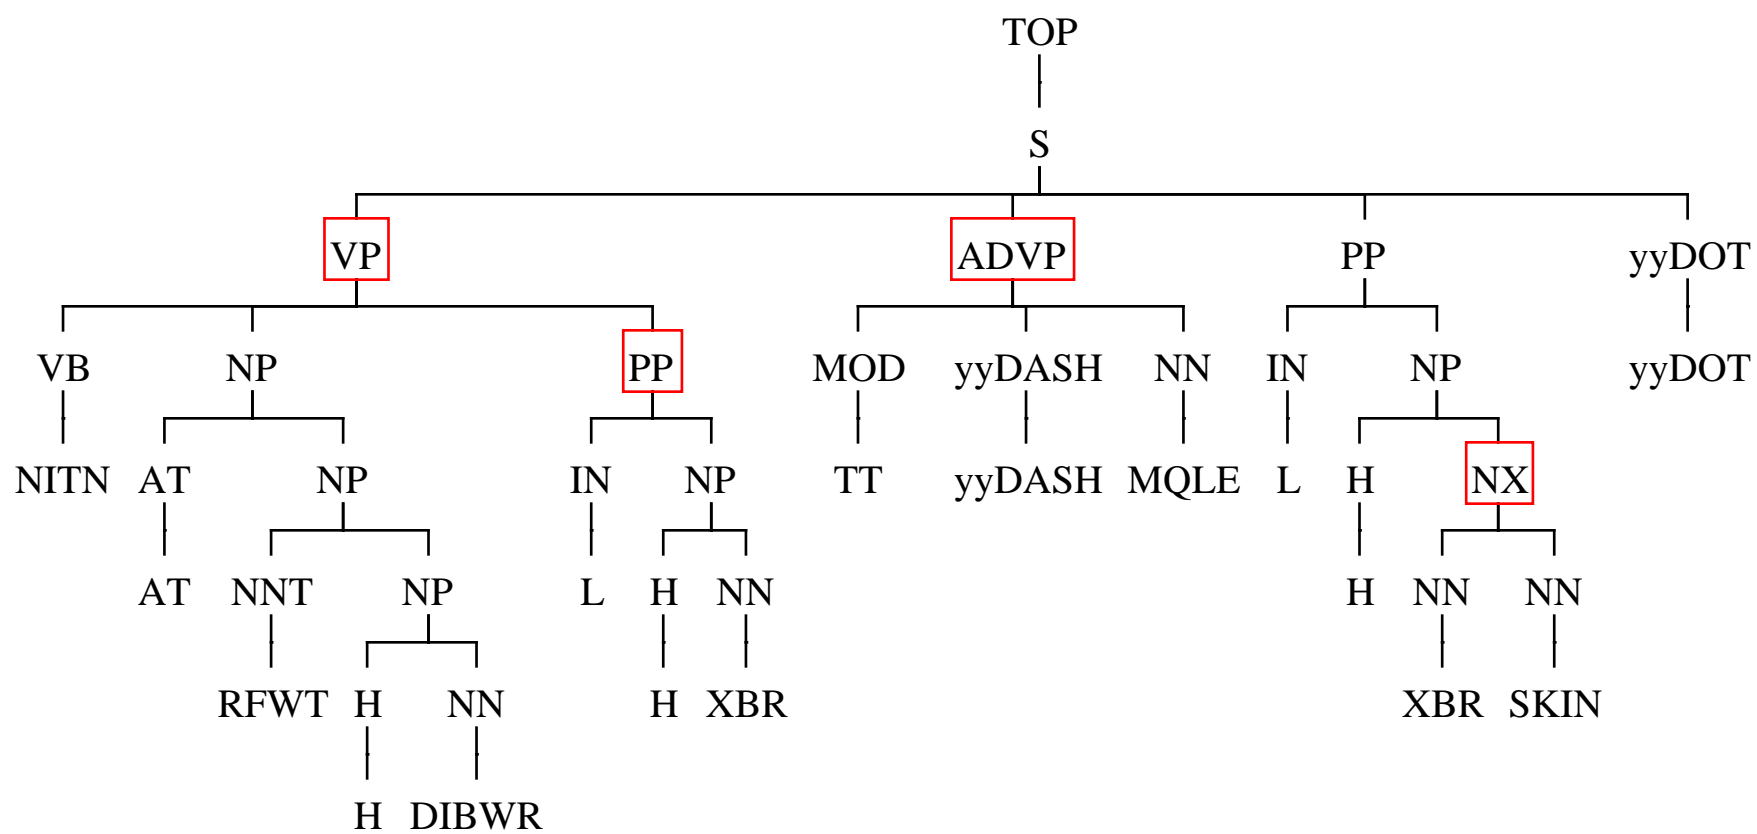 TOP
S
VP ADVP PP yyDOT
VB NP PP MOD yyDASH NN IN NP yyDOT
NITN AT NP IN NP TT yyDASH MQLE L H NX
AT NNT NP L H NN H NN NN
RFWT H NN H XBR XBR SKIN
H DIBWR